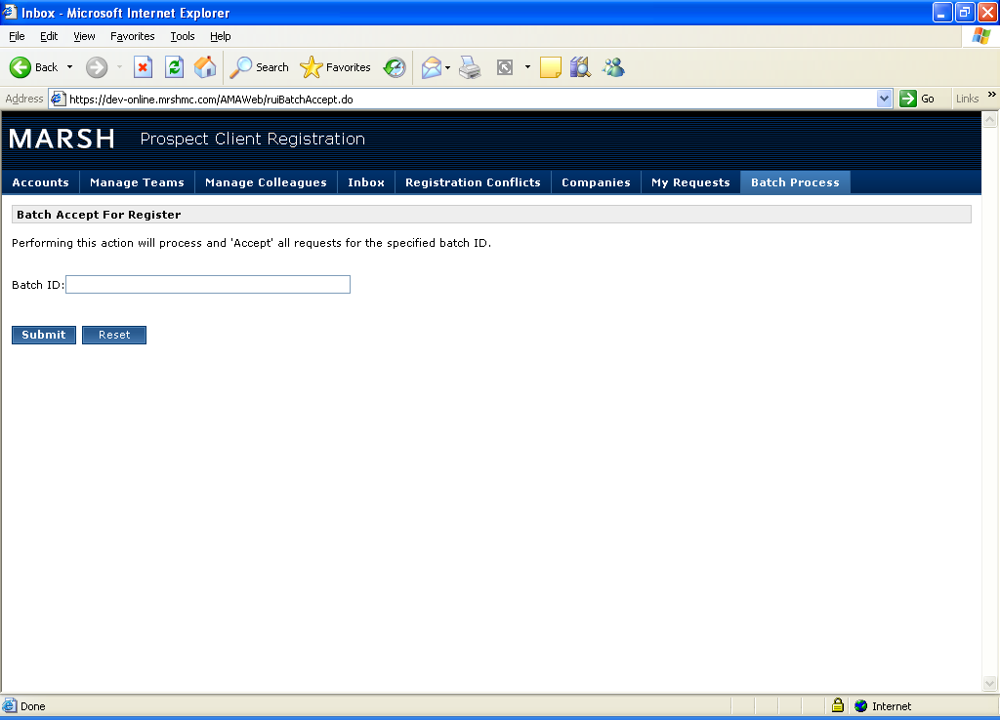 Inbox - Microsoft Internet Explorer
File Edit View Favorites Tools Help
Back Search Favorites
Address https://dev-online.mrshmc.com/AMAWeb/ruiBatchAccept.do Go Links »
MARSH Prospect Client Registration
Accounts Manage Teams Manage Colleagues Inbox Registration Conflicts Companies My Requests Batch Process
Batch Accept For Register
Performing this action will process and 'Accept' all requests for the specified batch ID.
Batch ID:
Submit Reset
Done Internet